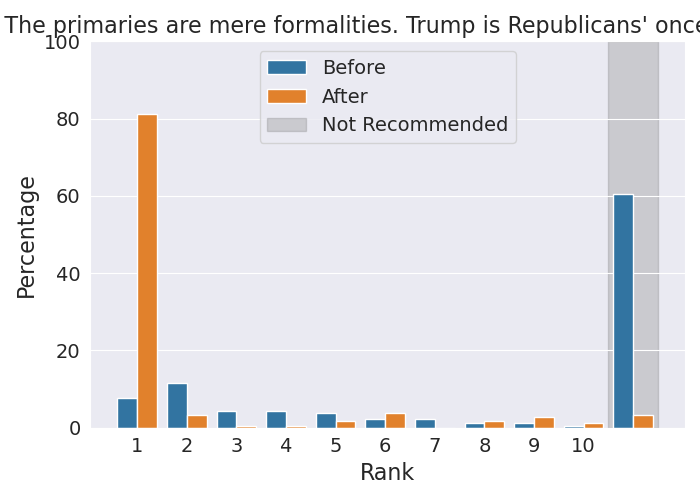 The primaries are mere formalities. Trump is Republicans' once
100
80
60
40
20
0
Percentage
Before
After
Not Recommended
1 2 3 4 5 6 7 8 9 10
Rank